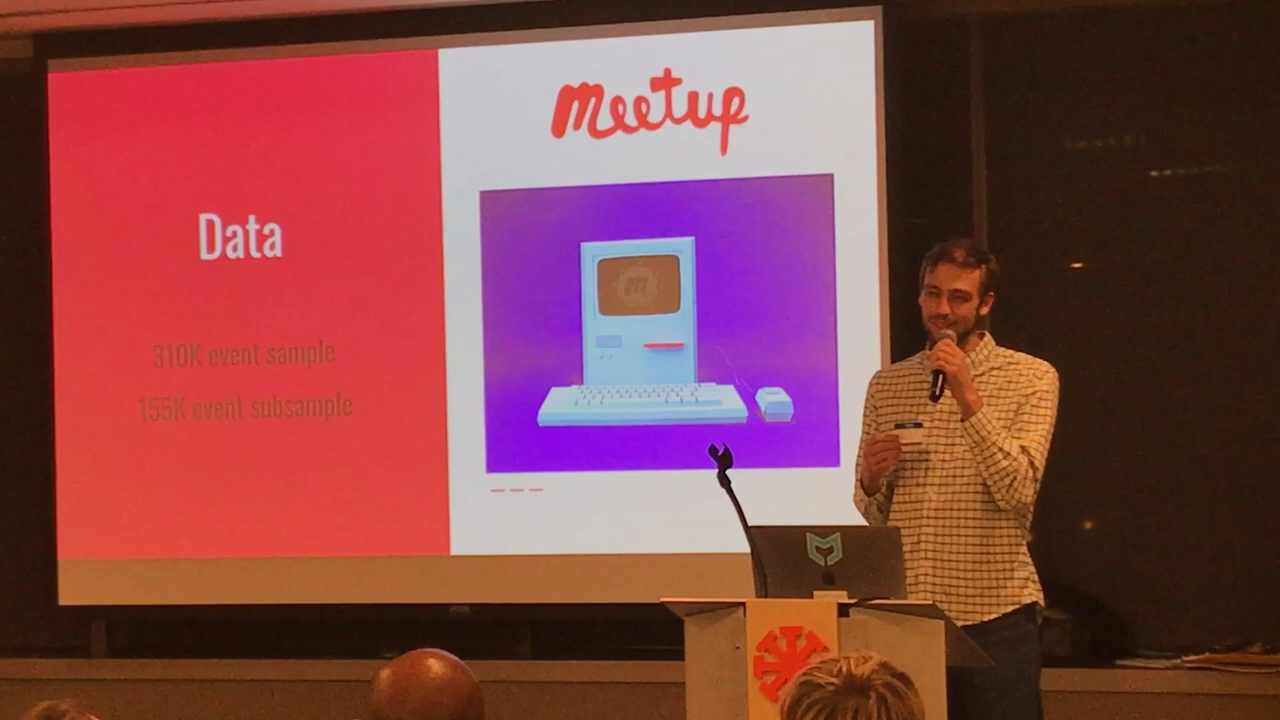 Data
310K event sample
155K event subsample
meetup
m